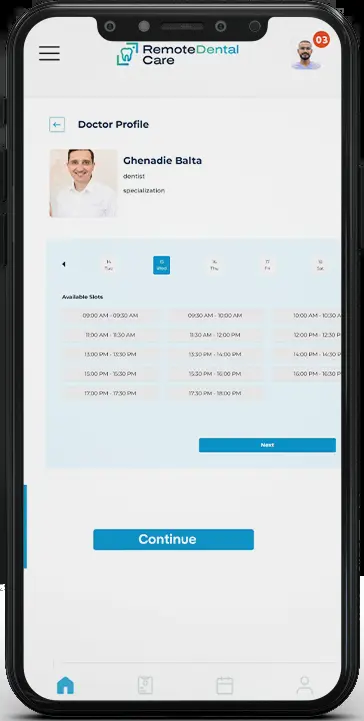 RemoteDental
Care
03
Doctor Profile
Ghenadie Balta
dentist
specialization
14 15 16 17 18
Tue Wed Thu Fri Sat
Available Slots
09:00 AM - 09:30 AM 09:30 AM - 10:00 AM 10:00 AM - 10:30 A
11:00 AM - 11:30 AM 11:30 AM - 12:00 PM 12:00 PM - 12:30 P
13:00 PM - 13:30 PM 13:30 PM - 14:00 PM 14:00 PM - 14:30 P
15:00 PM - 15:30 PM 15:30 PM - 16:00 PM 16:00 PM - 16:30 P
17:00 PM - 17:30 PM 17:30 PM - 18:00 PM
Next
Continue